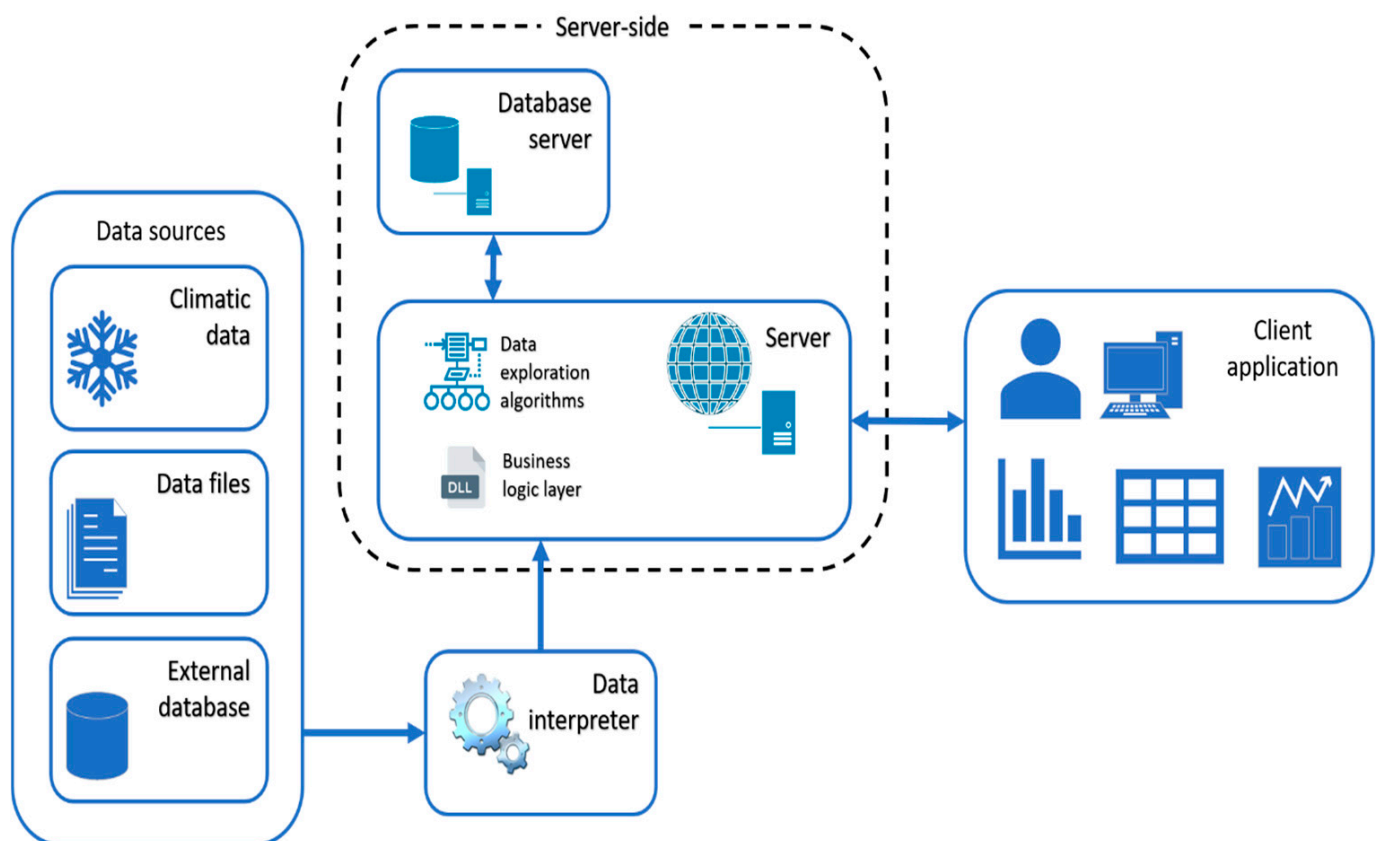 Server-side
Database
server
Data sources
Climatic
data
Data files
External
database
Data
exploration
algorithms
Business
logic layer
DLL
Server
Client
application
Data
interpreter